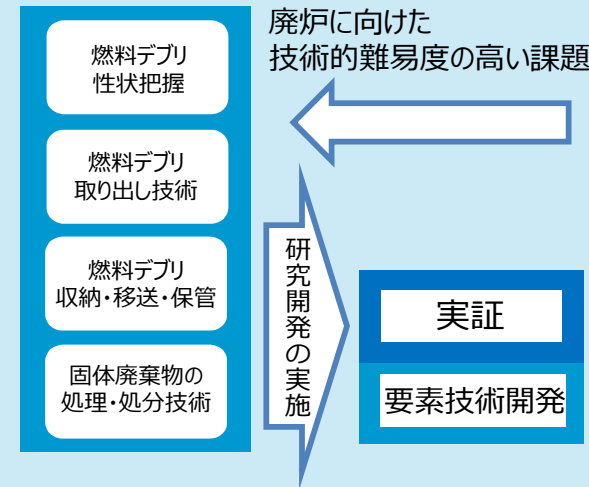 廃炉に向けた
技術的難易度の高い課題
燃料デブリ
性状把握
燃料デブリ
取り出し技術
燃料デブリ
収納・移送・保管
固体廃棄物の
処理・処分技術
研究開発の実施
実証
要素技術開発